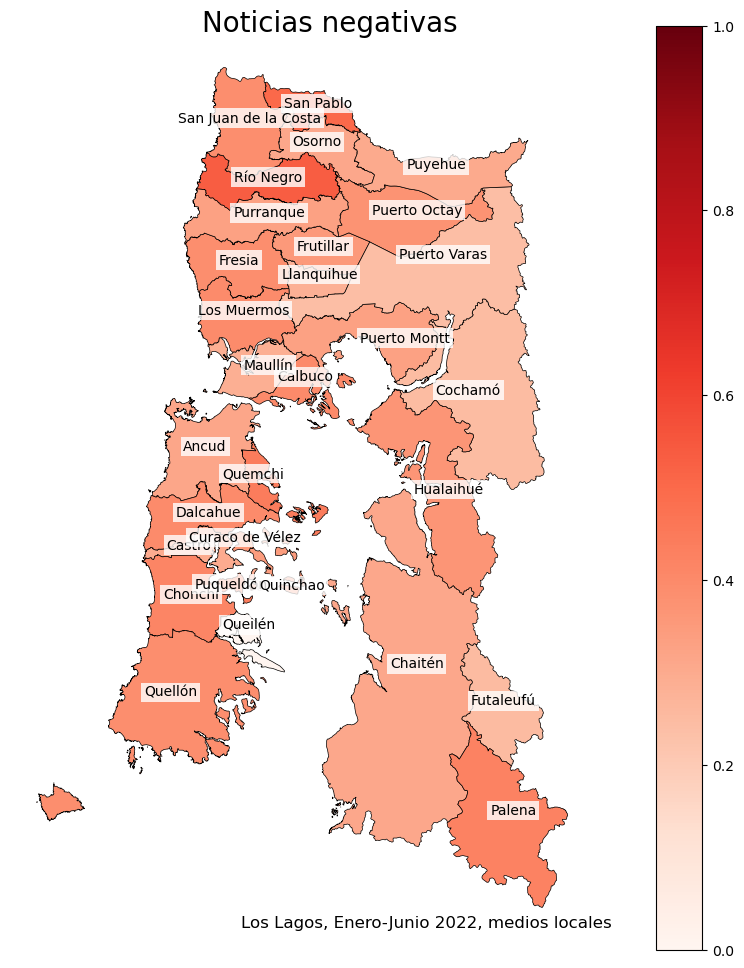 Noticias negativas
1.0
San Pablo
San Juan de la Costa
Osorno
Puyehue
Río Negro
0.8
Puerto Octay
Purranque
Frutillar
Puerto Varas
Fresia
Llanquihue
Los Muermos
Puerto Montt
Maullín
Calbuco
0.6
Cochamó
Ancud
Quemchi
Hualaihué
Dalcahue
Curaco de Vélez
Castro
0.4
Puqueldó
Quinchao
Chonchi
Queilén
Chaitén
Quellón
Futaleufú
0.2
Palena
Los Lagos, Enero-Junio 2022, medios locales
0.0